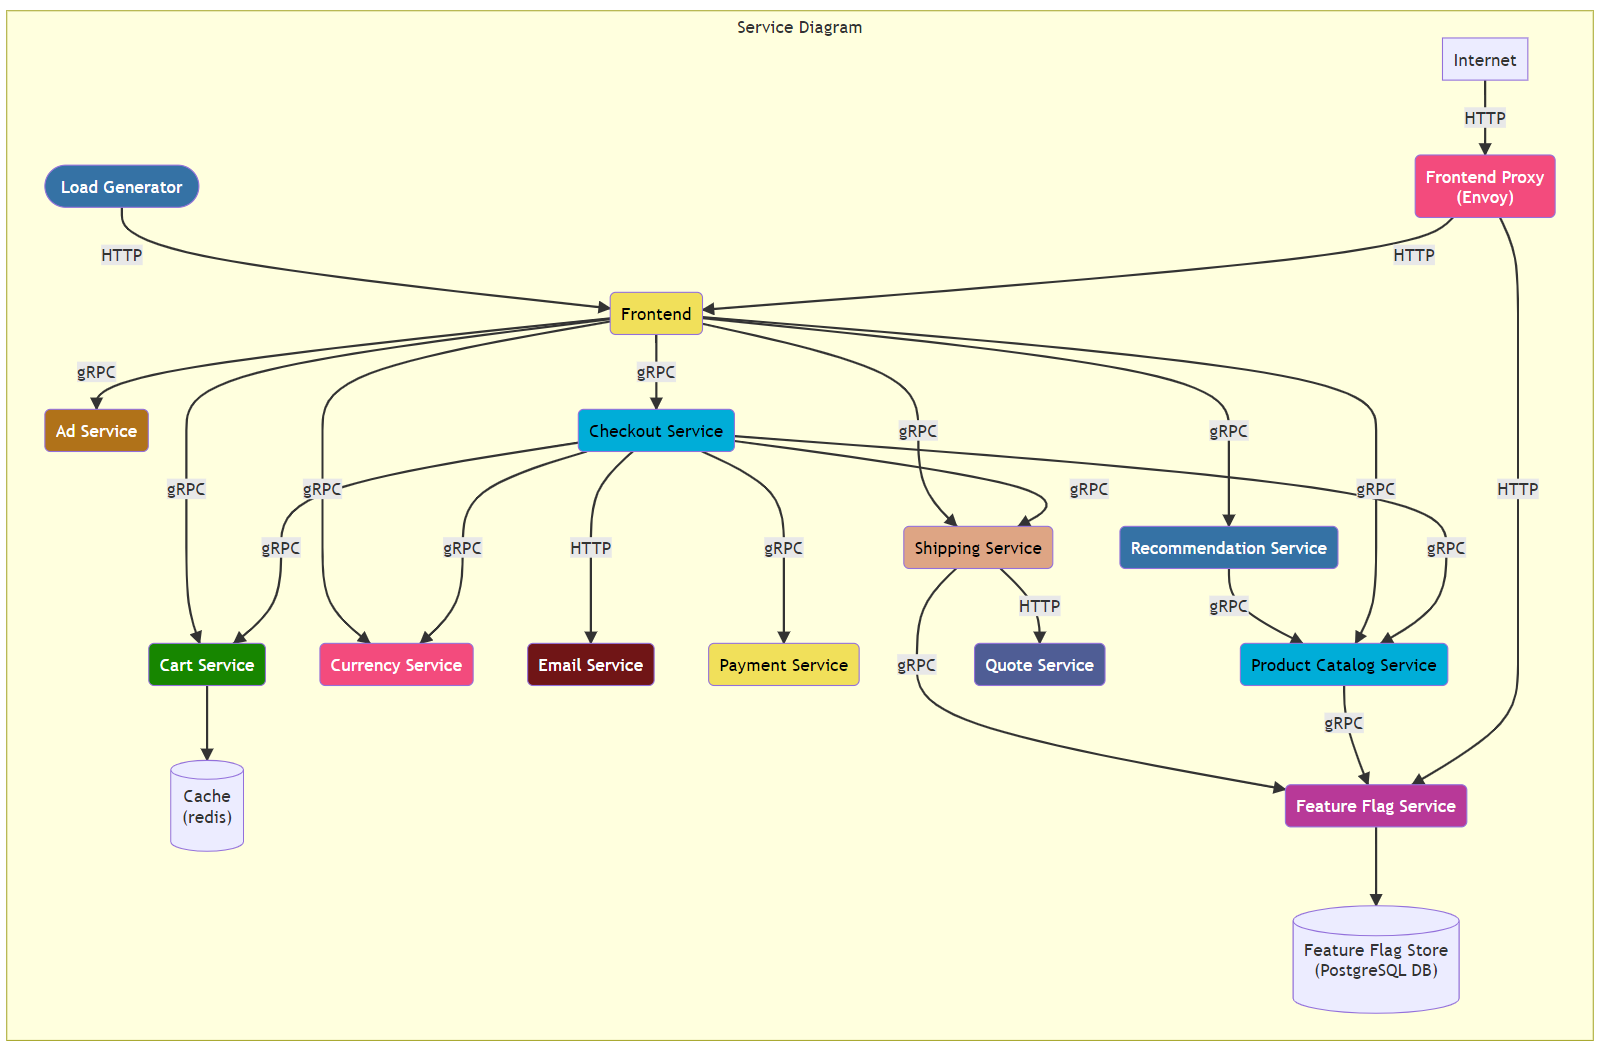 Service Diagram
Internet
HTTP
Load Generator
Frontend Proxy
(Envoy)
HTTP
HTTP
Frontend
gRPC
gRPC
Ad Service
Checkout Service
gRPC
gRPC
gRPC
gRPC
gRPC
gRPC
gRPC
HTTP
gRPC
gRPC
HTTP
gRPC
Shipping Service
Recommendation Service
gRPC
HTTP
gRPC
Cart Service
Currency Service
Email Service
Payment Service
gRPC
Quote Service
Product Catalog Service
gRPC
Cache
(redis)
Feature Flag Service
Feature Flag Store
(PostgreSQL DB)